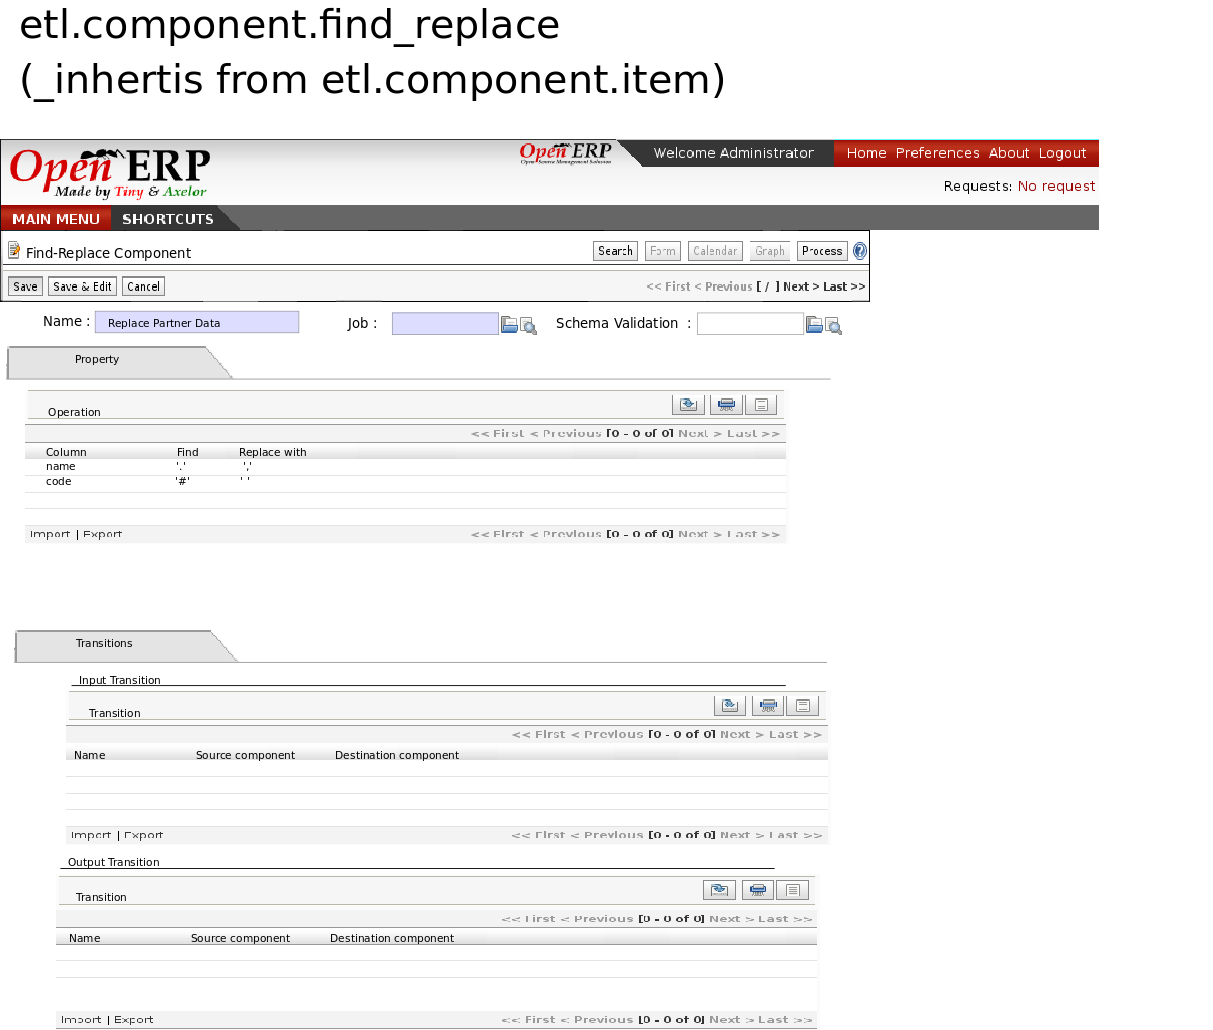 etl.component.find_replace
(_inhertis from etl.component.item)
Open ERP
Made by Tiny & Axelor
Open ERP
Open Source Management Solution
Welcome Administrator
Home Preferences About Logout
Requests: No request
MAIN MENU SHORTCUTS
Find-Replace Component
Search Form Calendar Graph Process ?
Save Save & Edit Cancel
<< First < Previous [ / ] Next > Last >>
Name : Replace Partner Data Job : Schema Validation :
Property
Operation
<< First < Previous [0 - 0 of 0] Next > Last >>
Column Find Replace with
name '.' ','
code '#' ' '
Import | Export << First < Previous [0 - 0 of 0] Next > Last >>
Transitions
Input Transition
Transition
<< First < Previous [0 - 0 of 0] Next > Last >>
Name Source component Destination component
Import | Export << First < Previous [0 - 0 of 0] Next > Last >>
Output Transition
Transition
<< First < Previous [0 - 0 of 0] Next > Last >>
Name Source component Destination component
Import | Export << First < Previous [0 - 0 of 0] Next > Last >>